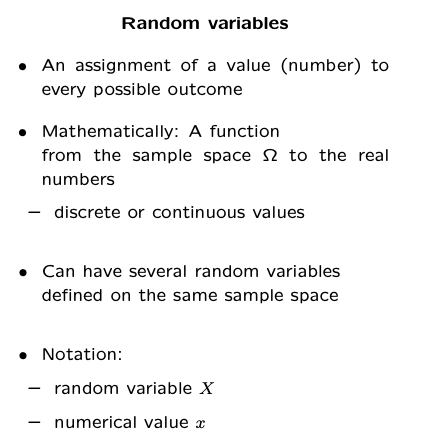 Random variables
• An assignment of a value (number) to
every possible outcome
• Mathematically: A function
from the sample space Ω to the real
numbers
– discrete or continuous values
• Can have several random variables
defined on the same sample space
• Notation:
– random variable X
– numerical value x